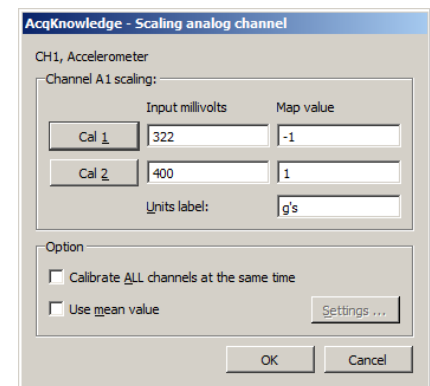 AcqKnowledge - Scaling analog channel
CH1, Accelerometer
Channel A1 scaling:
Input millivolts Map value
Cal 1 322 -1
Cal 2 400 1
Units label: g's
Option
Calibrate ALL channels at the same time
Use mean value Settings ...
OK Cancel